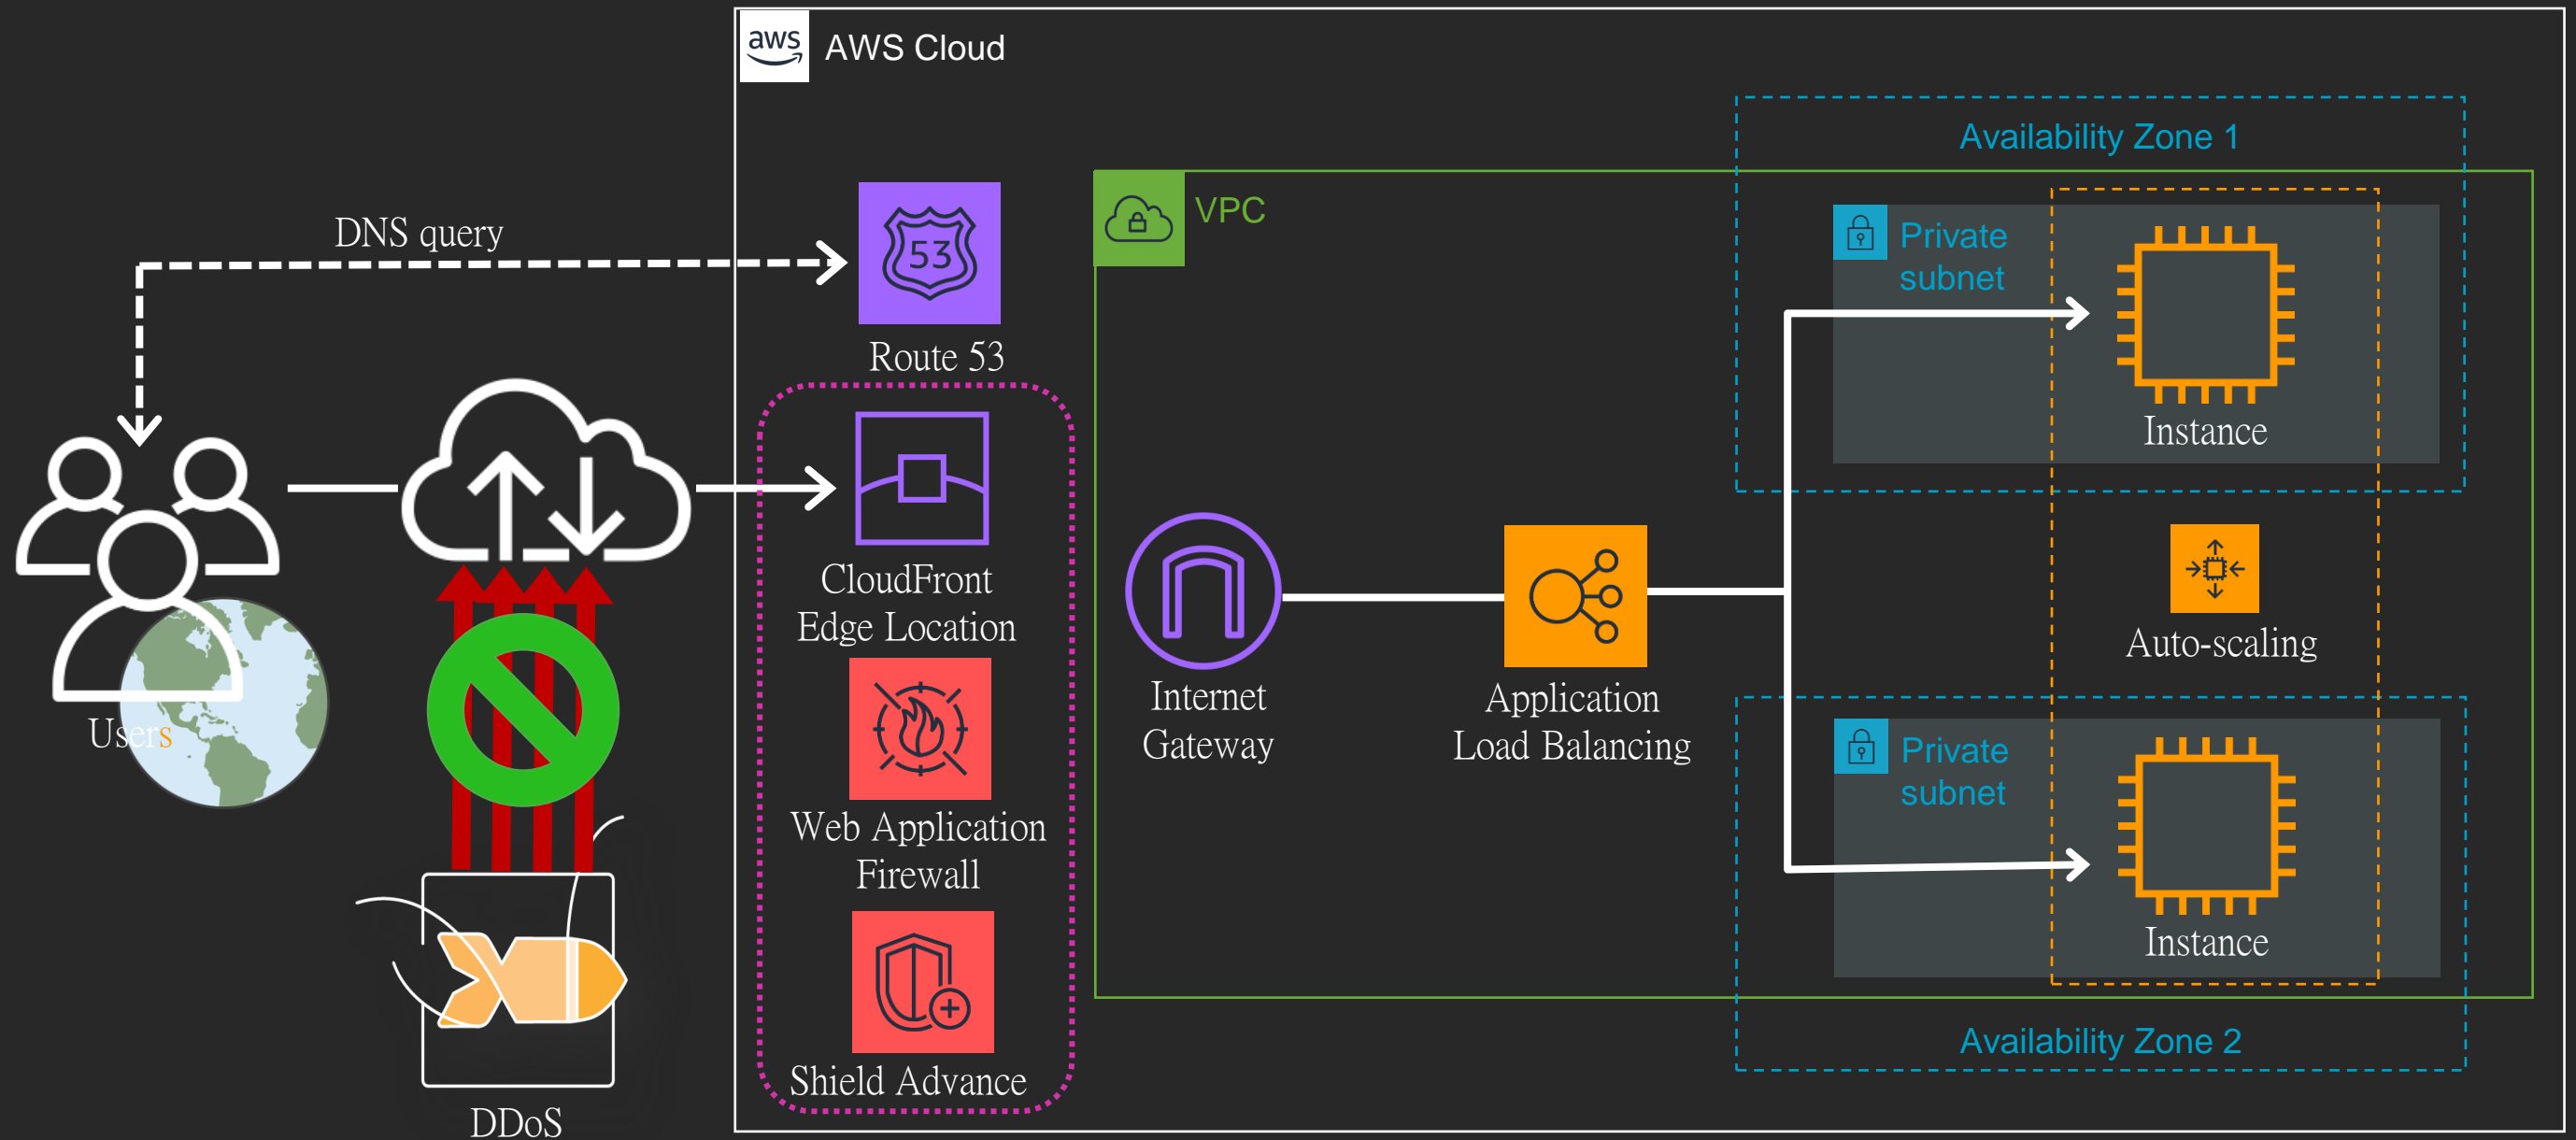 aws
AWS Cloud
Availability Zone 1
VPC
DNS query
53
Route 53
Private
subnet
Instance
CloudFront
Edge Location
Users
Internet
Gateway
Application
Load Balancing
Auto-scaling
Web Application
Firewall
Private
subnet
Instance
Shield Advance
DDoS
Availability Zone 2